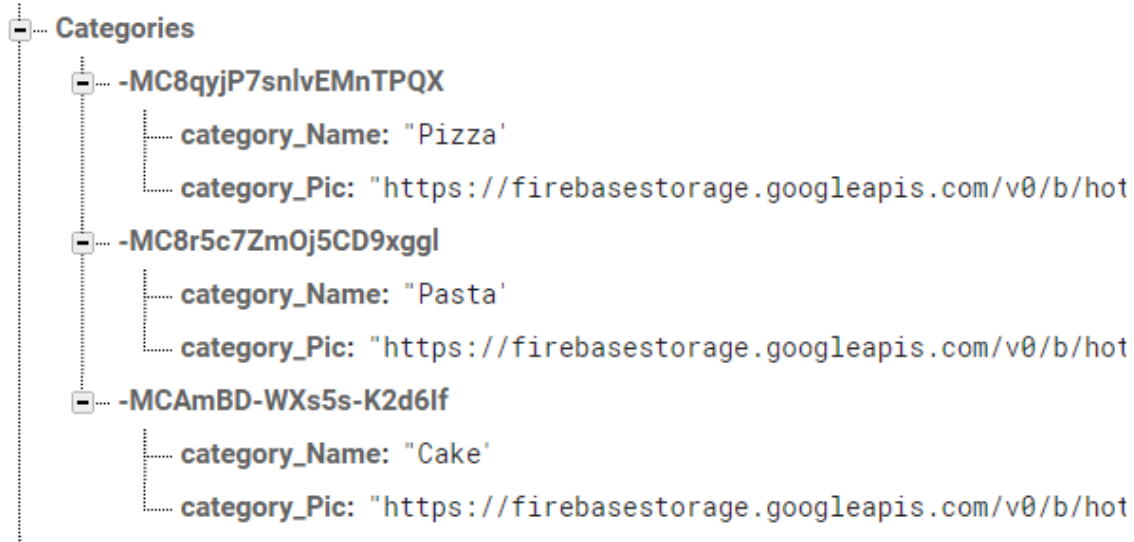 Categories
-MC8qyjP7snlvEMnTPQX
category_Name: "Pizza'
category_Pic: "https://firebasestorage.googleapis.com/v0/b/hot
-MC8r5c7ZmOj5CD9xggl
category_Name: "Pasta'
category_Pic: "https://firebasestorage.googleapis.com/v0/b/hot
-MCAmBD-WXs5s-K2d6If
category_Name: "Cake'
category_Pic: "https://firebasestorage.googleapis.com/v0/b/hot